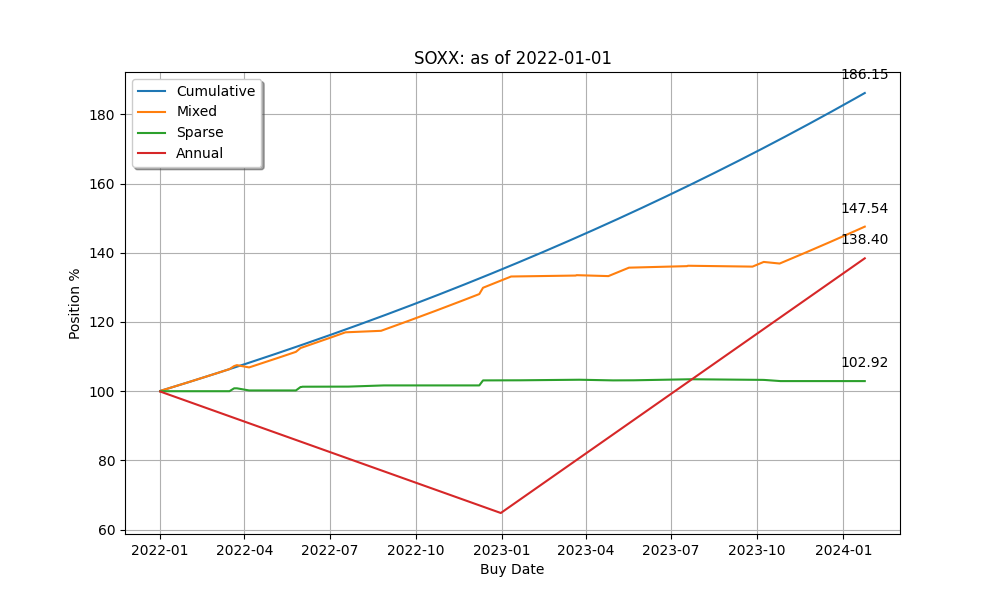 SOXX: as of 2022-01-01
Cumulative
Mixed
Sparse
Annual
186.15
147.54
138.40
102.92
Position %
180
160
140
120
100
80
60
2022-01 2022-04 2022-07 2022-10 2023-01 2023-04 2023-07 2023-10 2024-01
Buy Date